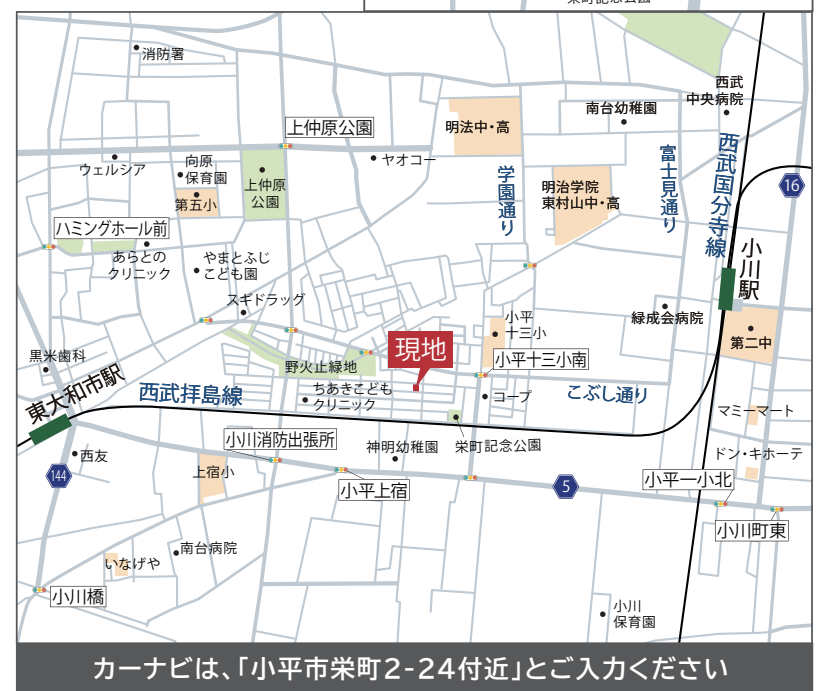 栄町記念公園
消防署
西武
中央病院
南台幼稚園
上仲原公園
明法中・高
ヤオコー
ウェルシア
向原
保育園
第五小
上仲原
公園
学園通り
明治学院
東村山中・高
富士見通り
西武国分寺線
16
小川駅
ハミングホール前
あらとの
クリニック
やまとふじ
こども園
スギドラッグ
小平
十三小
緑成会病院
第二中
黒米歯科
東大和市駅
西武拝島線
野火止緑地
現地
小平十三小南
ちあきこども
クリニック
コープ
こぶし通り
マミーマート
小川消防出張所
神明幼稚園
栄町記念公園
ドン・キホーテ
西友
144
上宿小
小平上宿
5
小平一小北
小川町東
南台病院
いなげや
小川橋
小川
保育園
カーナビは、「小平市栄町2-24付近」とご入力ください